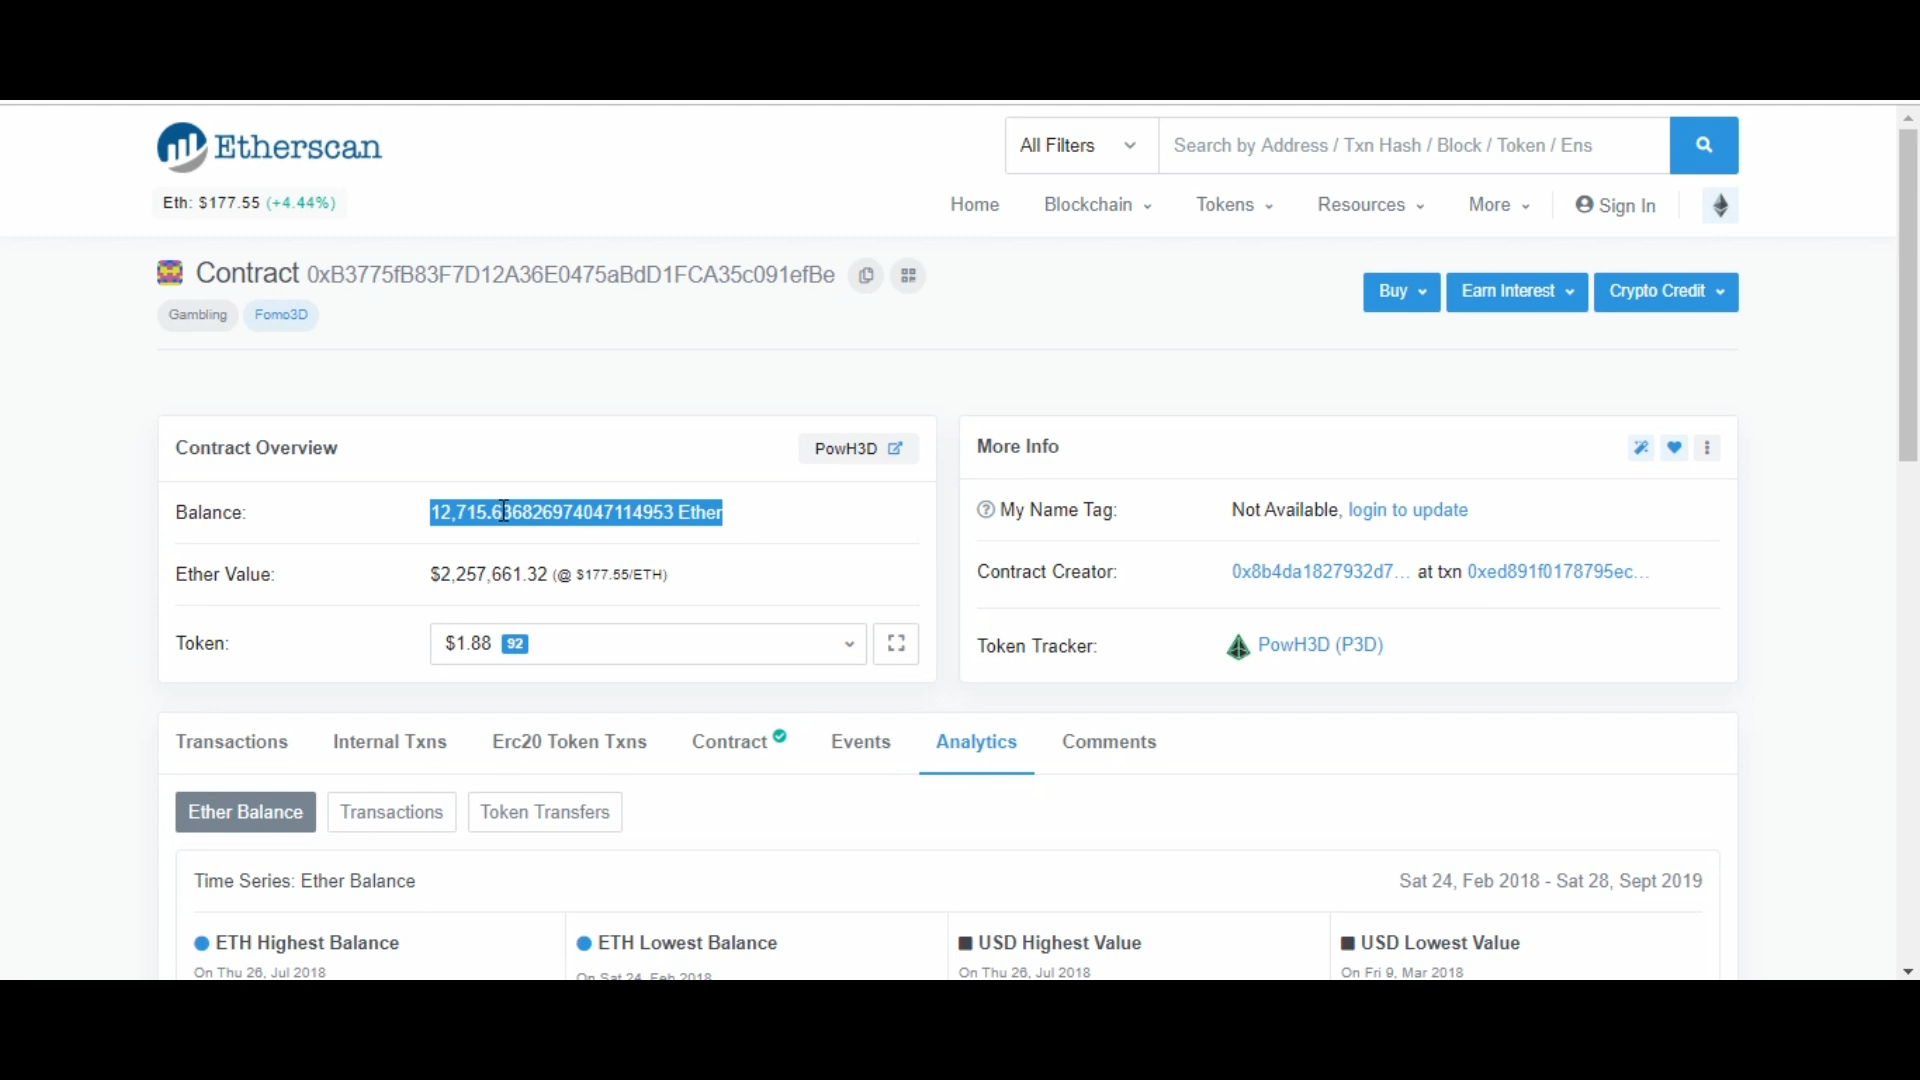 Etherscan
All Filters
Search by Address / Txn Hash / Block / Token / Ens
Eth: $177.55 (+4.44%)
Home
Blockchain
Tokens
Resources
More
Sign In
Contract 0xB3775fB83F7D12A36E0475aBdD1FCA35c091efBe
Gambling
Fomo3D
Buy
Earn Interest
Crypto Credit
Contract Overview
PowH3D
Balance:
12,715.636826974047114953 Ether
Ether Value:
$2,257,661.32 (@ $177.55/ETH)
Token:
$1.88 92
More Info
My Name Tag:
Not Available, login to update
Contract Creator:
0x8b4da1827932d7... at txn 0xed891f0178795ec...
Token Tracker:
PowH3D (P3D)
Transactions
Internal Txns
Erc20 Token Txns
Contract
Events
Analytics
Comments
Ether Balance
Transactions
Token Transfers
Time Series: Ether Balance
Sat 24, Feb 2018 - Sat 28, Sept 2019
ETH Highest Balance
On Thu 26, Jul 2018
ETH Lowest Balance
On Sat 24, Feb 2018
USD Highest Value
On Thu 26, Jul 2018
USD Lowest Value
On Fri 9, Mar 2018